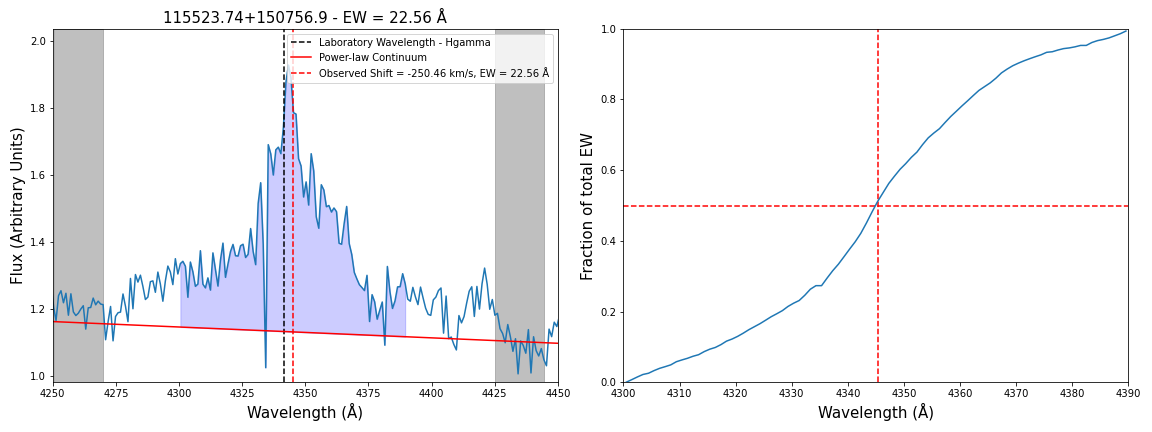 115523.74+150756.9 - EW = 22.56 Å
Laboratory Wavelength - Hgamma
Power-law Continuum
Observed Shift = -250.46 km/s, EW = 22.56 Å
Flux (Arbitrary Units)
2.0
1.8
1.6
1.4
1.2
1.0
4250 4275 4300 4325 4350 4375 4400 4425 4450
Wavelength (Å)
Fraction of total EW
1.0
0.8
0.6
0.4
0.2
0.0
4300 4310 4320 4330 4340 4350 4360 4370 4380 4390
Wavelength (Å)